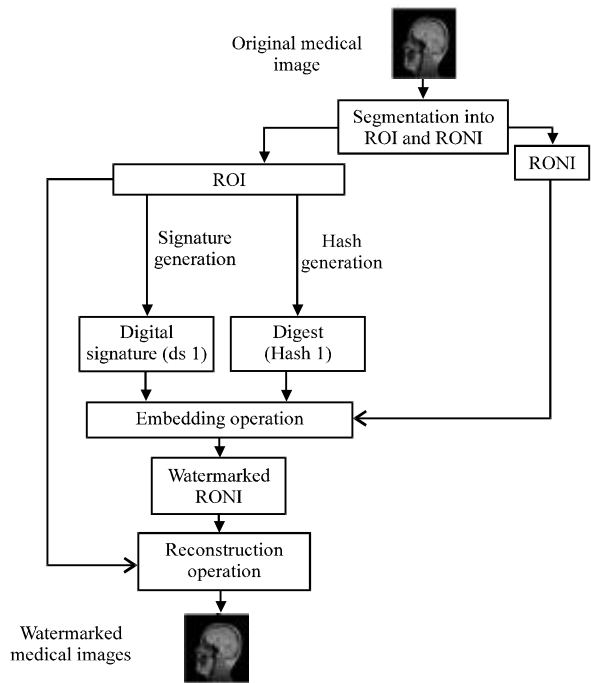 Original medical
image
Segmentation into
ROI and RONI
RONI
ROI
Signature
generation
Hash
generation
Digital
signature (ds 1)
Digest
(Hash 1)
Embedding operation
Watermarked
RONI
Reconstruction
operation
Watermarked
medical images